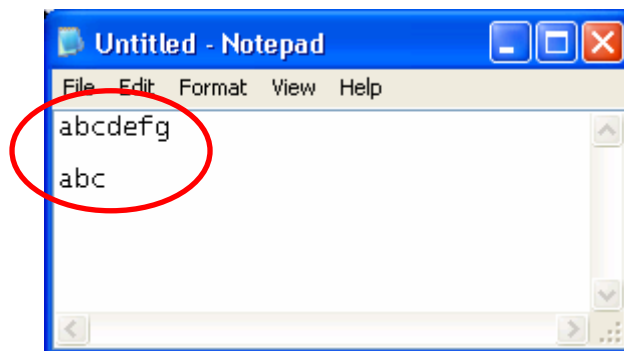 Untitled - Notepad
File Edit Format View Help
abcdefg
abc